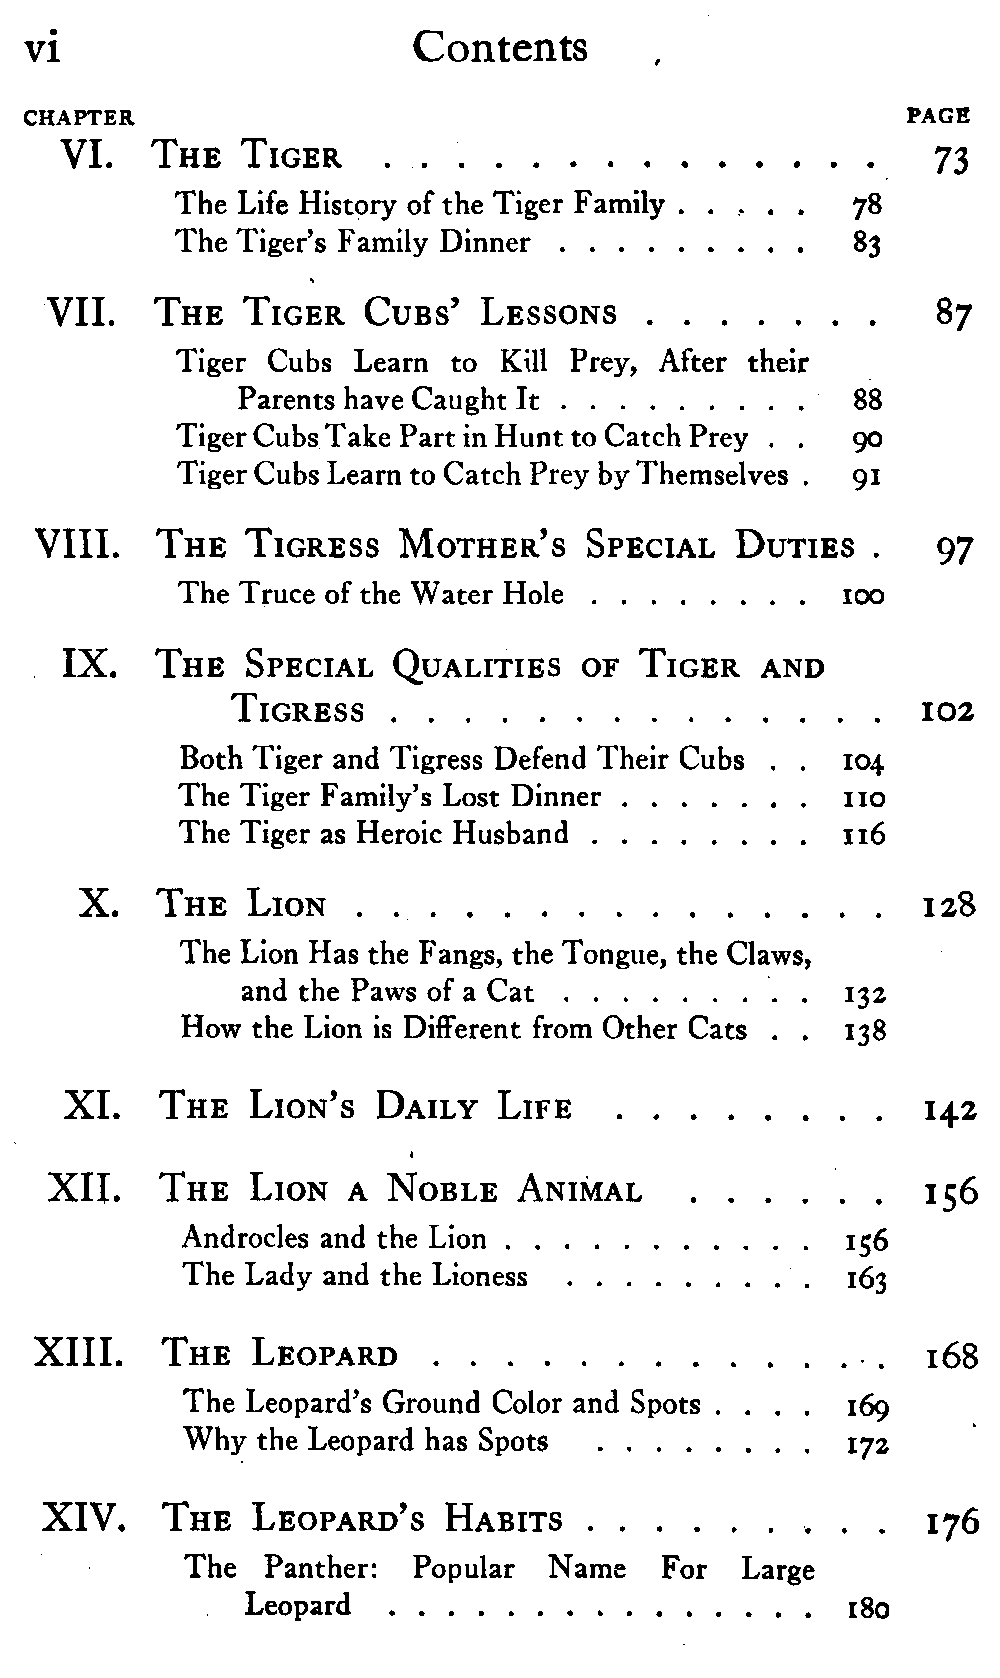 vi Contents
CHAPTER PAGE
VI. THE TIGER . . . . . . . . . . . . . . 73
The Life History of the Tiger Family . . . . . 78
The Tiger's Family Dinner . . . . . . . . . 83
VII. THE TIGER CUBS' LESSONS . . . . . . . 87
Tiger Cubs Learn to Kill Prey, After their
Parents have Caught It . . . . . . . . . 88
Tiger Cubs Take Part in Hunt to Catch Prey . . 90
Tiger Cubs Learn to Catch Prey by Themselves . 91
VIII. THE TIGRESS MOTHER'S SPECIAL DUTIES . 97
The Truce of the Water Hole . . . . . . . . 100
IX. THE SPECIAL QUALITIES OF TIGER AND
TIGRESS . . . . . . . . . . . . . . 102
Both Tiger and Tigress Defend Their Cubs . . 104
The Tiger Family's Lost Dinner . . . . . . . 110
The Tiger as Heroic Husband . . . . . . . . 116
X. THE LION . . . . . . . . . . . . . . . 128
The Lion Has the Fangs, the Tongue, the Claws,
and the Paws of a Cat . . . . . . . . . 132
How the Lion is Different from Other Cats . . 138
XI. THE LION'S DAILY LIFE . . . . . . . . 142
XII. THE LION A NOBLE ANIMAL . . . . . . 156
Androcles and the Lion . . . . . . . . . . . 156
The Lady and the Lioness . . . . . . . . . 163
XIII. THE LEOPARD . . . . . . . . . . . . . 168
The Leopard's Ground Color and Spots . . . . 169
Why the Leopard has Spots . . . . . . . . 172
XIV. THE LEOPARD'S HABITS . . . . . . . . . 176
The Panther: Popular Name For Large
Leopard . . . . . . . . . . . . . . . 180